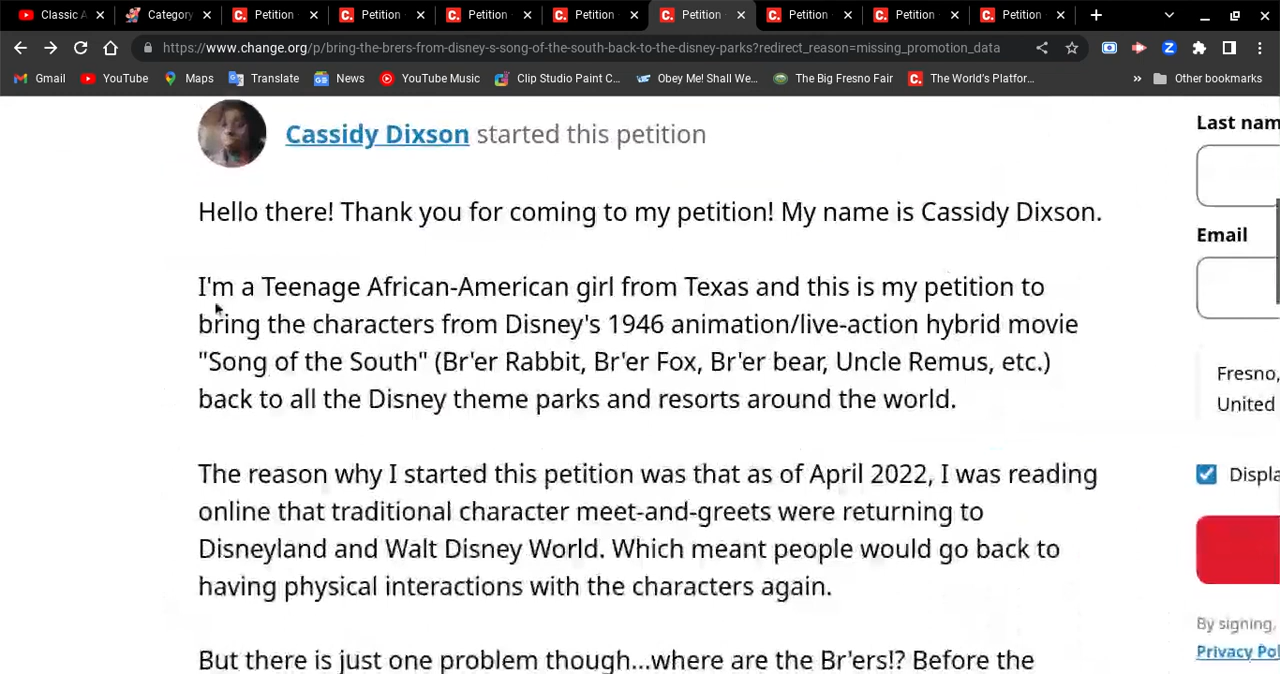 Classic A
Category
Petition
Petition
Petition
Petition
Petition
Petition
Petition
Petition
https://www.change.org/p/bring-the-brers-from-disney-s-song-of-the-south-back-to-the-disney-parks?redirect_reason=missing_promotion_data
Gmail YouTube Maps Translate News YouTube Music Clip Studio Paint C... Obey Me! Shall We... The Big Fresno Fair The World's Platfor... » Other bookmarks
Cassidy Dixson started this petition
Hello there! Thank you for coming to my petition! My name is Cassidy Dixson.
I'm a Teenage African-American girl from Texas and this is my petition to
bring the characters from Disney's 1946 animation/live-action hybrid movie
"Song of the South" (Br'er Rabbit, Br'er Fox, Br'er bear, Uncle Remus, etc.)
back to all the Disney theme parks and resorts around the world.
The reason why I started this petition was that as of April 2022, I was reading
online that traditional character meet-and-greets were returning to
Disneyland and Walt Disney World. Which meant people would go back to
having physical interactions with the characters again.
But there is just one problem though...where are the Br'ers!? Before the
Last nam
Email
Fresno,
United
Displa
By signing,
Privacy Pol